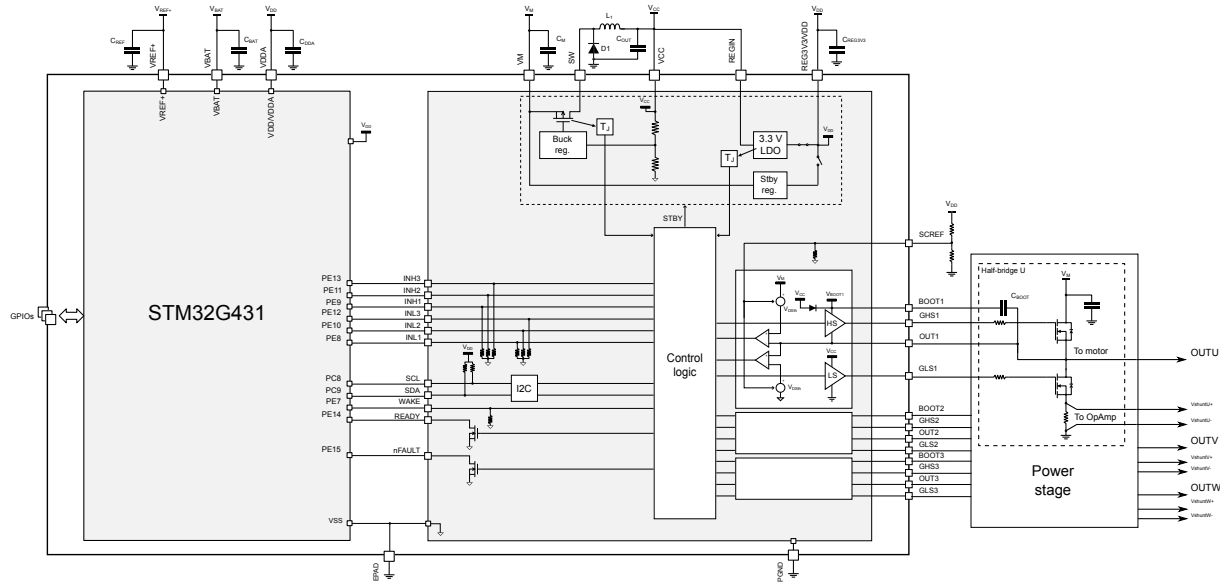 VREF+
VBAT
VDD
VM
L1
VCC
VDD
CREF
CBAT
CDDA
CM
D1
COUT
CREG3V3
VREF+
VBAT
VDDA
VM
SW
VCC
REGIN
REG3V3/VDD
VREF+
VBAT
VDD/VDDA
VDD
VCC
TJ
Buck
reg.
3.3 V
LDO
VDD
TJ
Stby
reg.
STBY
VDD
SCREF
STM32G431
GPIOs
PE13
INH3
PE11
INH2
PE9
INH1
PE12
INL3
PE10
INL2
PE8
INL1
VDD
PC8
SCL
PC9
SDA
I2C
PE7
WAKE
PE14
READY
PE15
nFAULT
VSS
EPAD
PGND
Control
logic
VM
VCC
VBOOT1
VDSth
HS
VCC
LS
VDSth
BOOT1
GHS1
OUT1
GLS1
BOOT2
GHS2
OUT2
GLS2
BOOT3
GHS3
OUT3
GLS3
Half-bridge U
VM
CBOOT
To motor
To OpAmp
Power
stage
OUTU
VshuntU+
VshuntU-
OUTV
VshuntV+
VshuntV-
OUTW
VshuntW+
VshuntW-